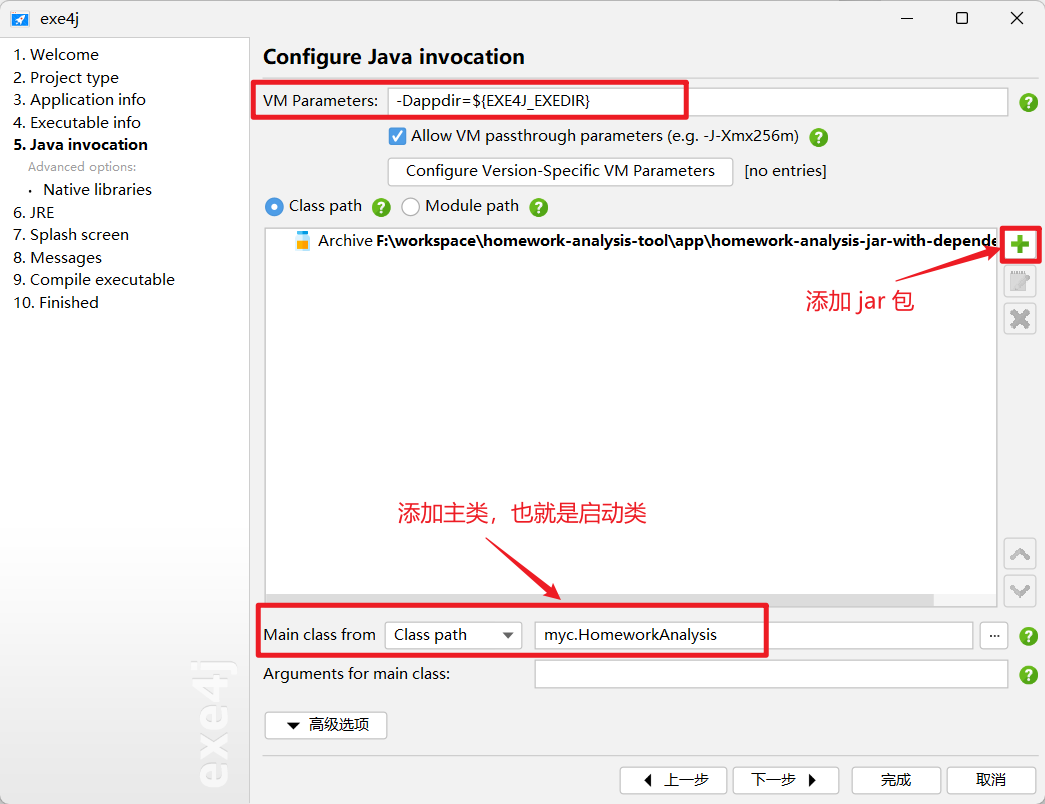 exe4j
1. Welcome
2. Project type
3. Application info
4. Executable info
5. Java invocation
Advanced options:
· Native libraries
6. JRE
7. Splash screen
8. Messages
9. Compile executable
10. Finished
exe4j
Configure Java invocation
VM Parameters: -Dappdir=${EXE4J_EXEDIR}
Allow VM passthrough parameters (e.g. -J-Xmx256m)
Configure Version-Specific VM Parameters [no entries]
Class path Module path
Archive F:\workspace\homework-analysis-tool\app\homework-analysis-jar-with-depende
添加 jar 包
添加主类，也就是启动类
Main class from Class path myc.HomeworkAnalysis ...
Arguments for main class:
高级选项
上一步 下一步 完成 取消